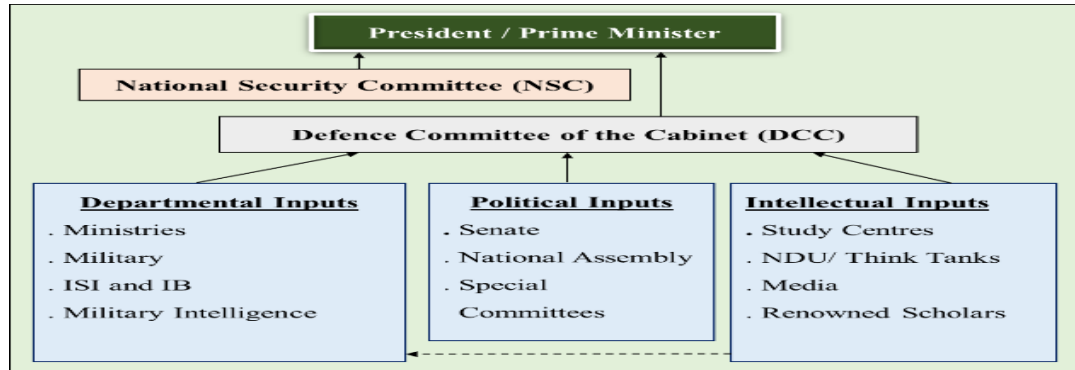 President / Prime Minister
National Security Committee (NSC)
Defence Committee of the Cabinet (DCC)
Departmental Inputs
. Ministries
. Military
. ISI and IB
. Military Intelligence
Political Inputs
. Senate
. National Assembly
. Special
Committees
Intellectual Inputs
. Study Centres
. NDU/ Think Tanks
. Media
. Renowned Scholars